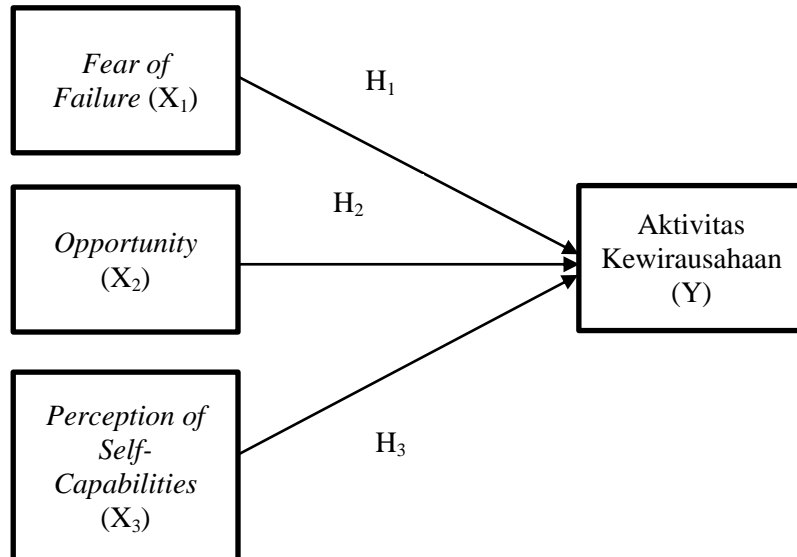 Fear of
Failure (X₁)
H₁
Opportunity
(X₂)
H₂
Aktivitas
Kewirausahaan
(Y)
Perception of
Self-
Capabilities
(X₃)
H₃